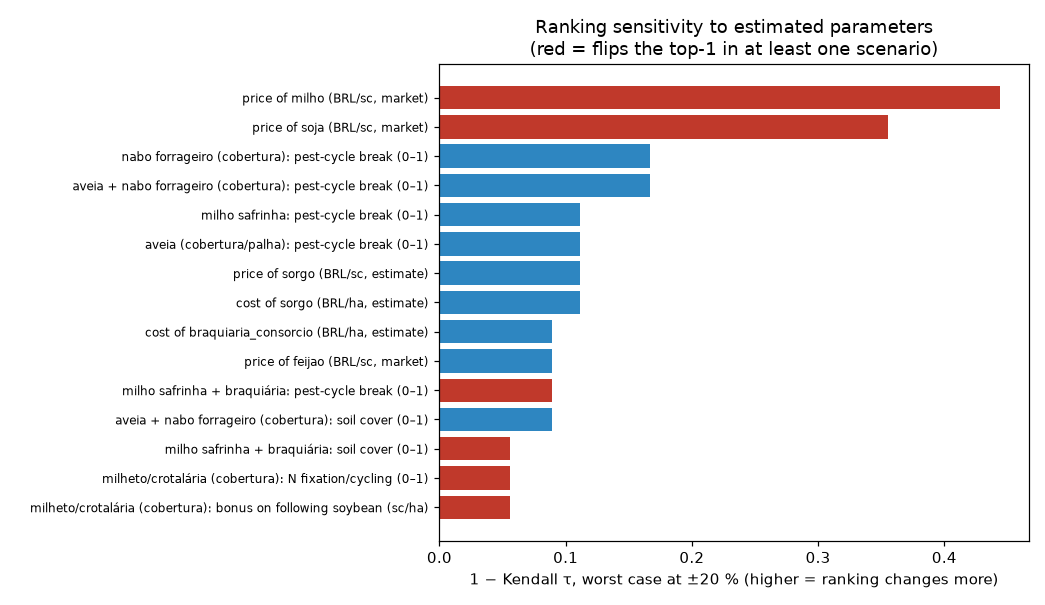 Ranking sensitivity to estimated parameters
(red = flips the top-1 in at least one scenario)
price of milho (BRL/sc, market)
price of soja (BRL/sc, market)
nabo forrageiro (cobertura): pest-cycle break (0–1)
aveia + nabo forrageiro (cobertura): pest-cycle break (0–1)
milho safrinha: pest-cycle break (0–1)
aveia (cobertura/palha): pest-cycle break (0–1)
price of sorgo (BRL/sc, estimate)
cost of sorgo (BRL/ha, estimate)
cost of braquiaria_consorcio (BRL/ha, estimate)
price of feijao (BRL/sc, market)
milho safrinha + braquiária: pest-cycle break (0–1)
aveia + nabo forrageiro (cobertura): soil cover (0–1)
milho safrinha + braquiária: soil cover (0–1)
milheto/crotalária (cobertura): N fixation/cycling (0–1)
milheto/crotalária (cobertura): bonus on following soybean (sc/ha)
0.0 0.1 0.2 0.3 0.4
1 − Kendall τ, worst case at ±20 % (higher = ranking changes more)